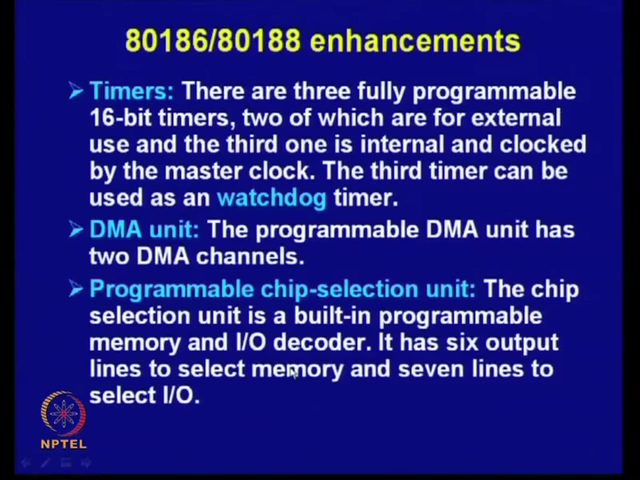 80186/80188 enhancements
Timers: There are three fully programmable
16-bit timers, two of which are for external
use and the third one is internal and clocked
by the master clock. The third timer can be
used as an watchdog timer.
DMA unit: The programmable DMA unit has
two DMA channels.
Programmable chip-selection unit: The chip
selection unit is a built-in programmable
memory and I/O decoder. It has six output
lines to select memory and seven lines to
select I/O.
NPTEL